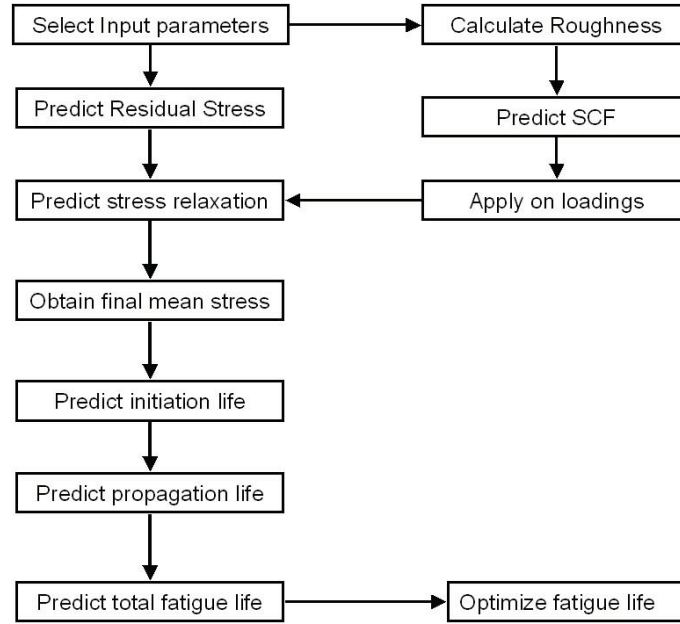 Select Input parameters
Calculate Roughness
Predict Residual Stress
Predict SCF
Predict stress relaxation
Apply on loadings
Obtain final mean stress
Predict initiation life
Predict propagation life
Predict total fatigue life
Optimize fatigue life